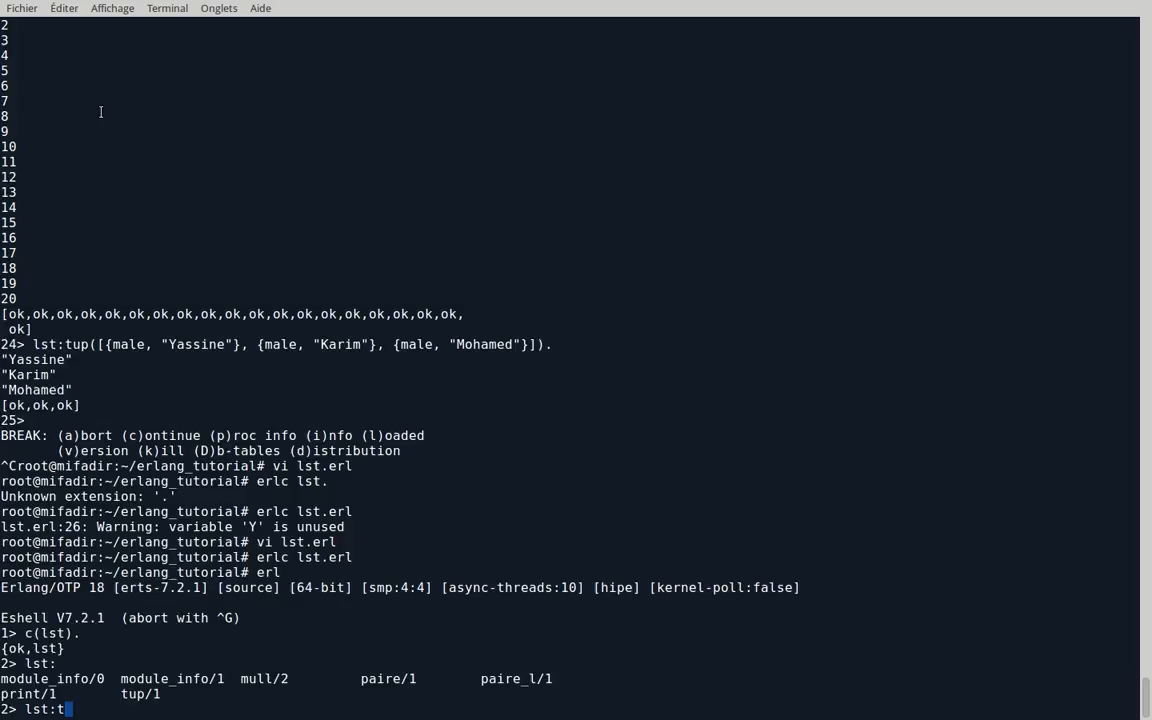 Fichier Éditer Affichage Terminal Onglets Aide
2
3
4
5
6
7
8
9
10
11
12
13
14
15
16
17
18
19
20
[ok,ok,ok,ok,ok,ok,ok,ok,ok,ok,ok,ok,ok,ok,ok,ok,ok,ok,ok,
 ok]
24> lst:tup([{male, "Yassine"}, {male, "Karim"}, {male, "Mohamed"}]).
"Yassine"
"Karim"
"Mohamed"
[ok,ok,ok]
25>
BREAK: (a)bort (c)ontinue (p)roc info (i)nfo (l)oaded
       (v)ersion (k)ill (D)b-tables (d)istribution
^Croot@mifadir:~/erlang_tutorial# vi lst.erl
root@mifadir:~/erlang_tutorial# erlc lst.
Unknown extension: '.'
root@mifadir:~/erlang_tutorial# erlc lst.erl
lst.erl:26: Warning: variable 'Y' is unused
root@mifadir:~/erlang_tutorial# vi lst.erl
root@mifadir:~/erlang_tutorial# erlc lst.erl
root@mifadir:~/erlang_tutorial# erl
Erlang/OTP 18 [erts-7.2.1] [source] [64-bit] [smp:4:4] [async-threads:10] [hipe] [kernel-poll:false]
Eshell V7.2.1  (abort with ^G)
1> c(lst).
{ok,lst}
2> lst:
module_info/0  module_info/1  mull/2         paire/1        paire_l/1
print/1        tup/1
2> lst:t